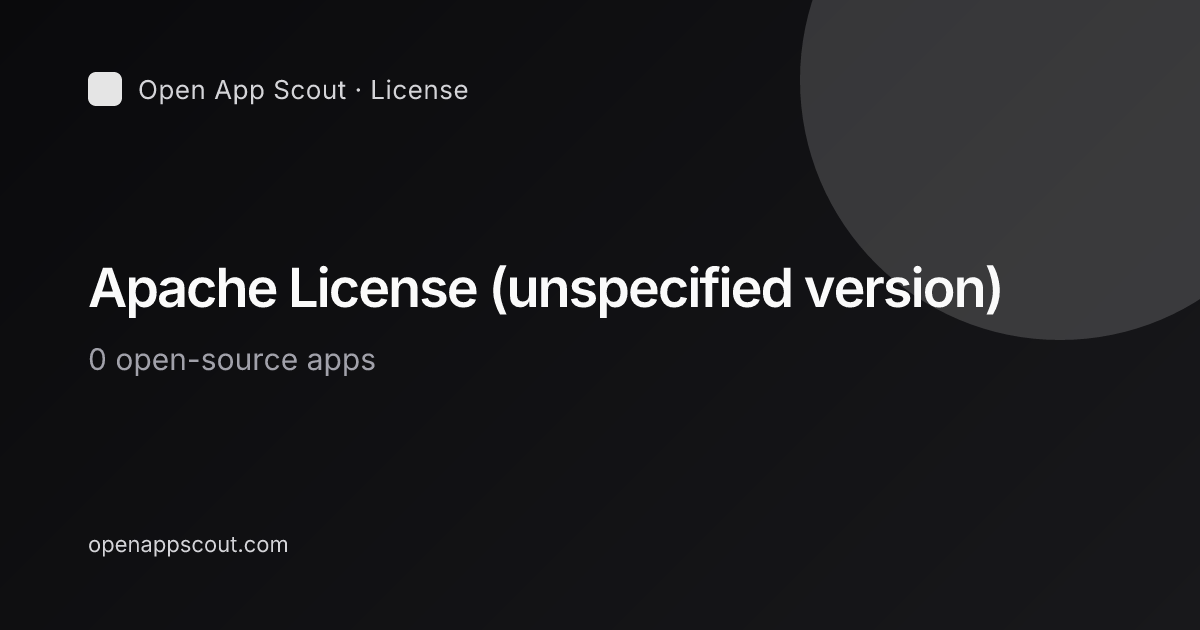 Open App Scout · License
Apache License (unspecified version)
0 open-source apps
openappscout.com